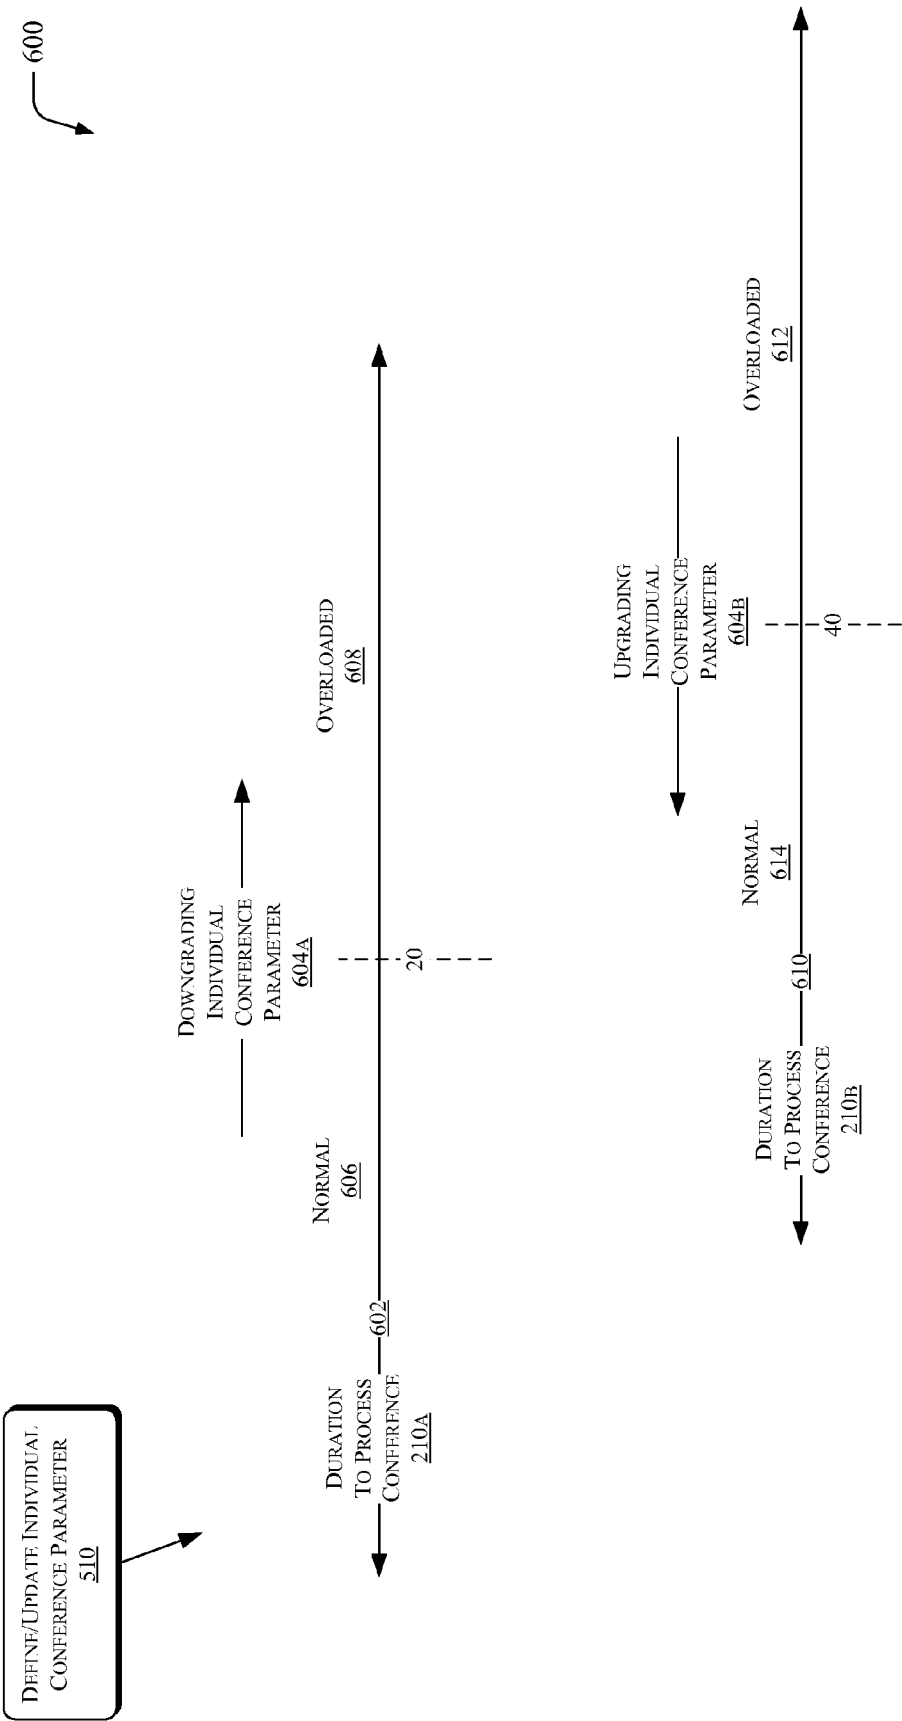 600
DEFINE/UPDATE INDIVIDUAL
CONFERENCE PARAMETER
510
DOWNGRADING
INDIVIDUAL
CONFERENCE
PARAMETER
604A
DURATION
TO PROCESS
CONFERENCE
210A
602
NORMAL
606
20
OVERLOADED
608
UPGRADING
INDIVIDUAL
CONFERENCE
PARAMETER
604B
DURATION
TO PROCESS
CONFERENCE
210B
610
NORMAL
614
40
OVERLOADED
612